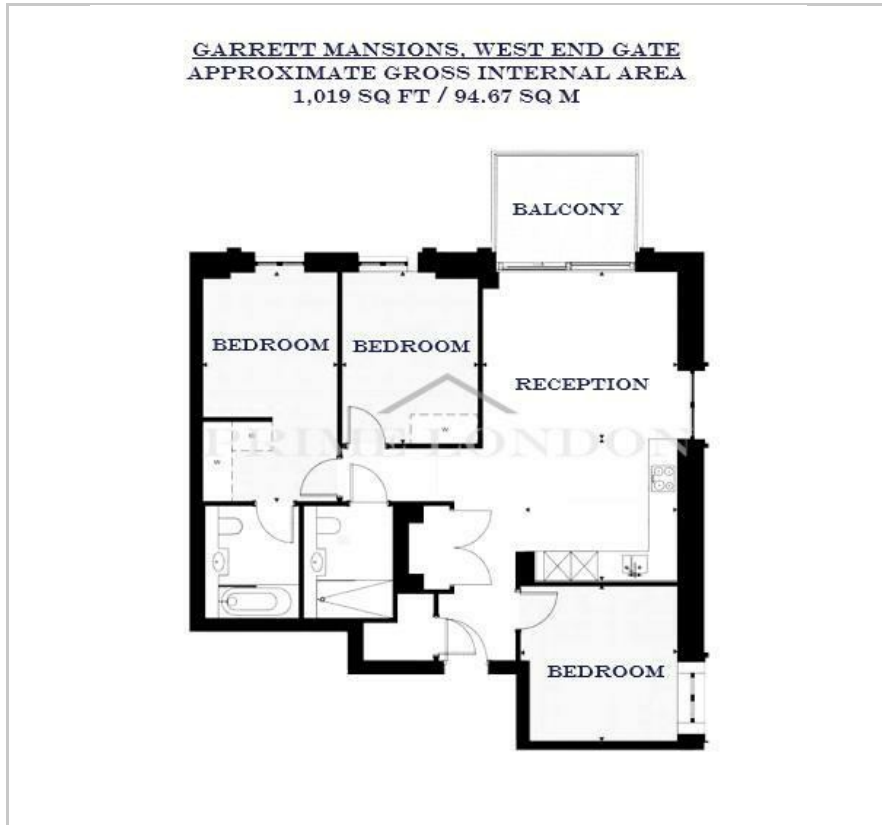 GARRETT MANSIONS, WEST END GATE
APPROXIMATE GROSS INTERNAL AREA
1,019 SQ FT / 94.67 SQ M
BALCONY
BEDROOM
BEDROOM
RECEPTION
W
W
W
PRIME LONDON
BEDROOM